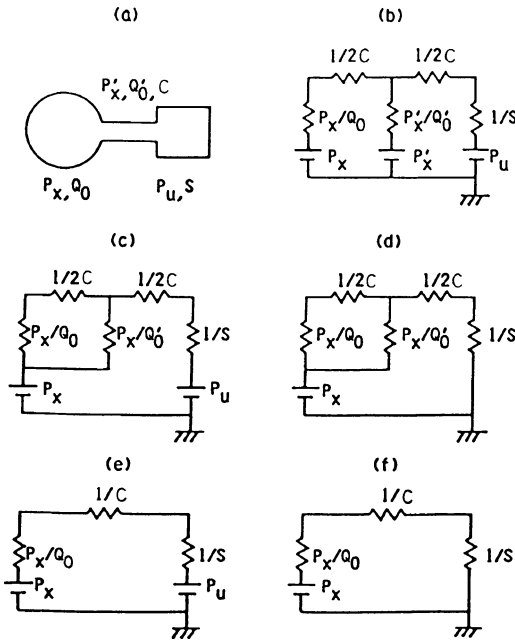 (a)
P'x, Q'0, C
Px, Q0
Pu, S
(b)
1/2C
1/2C
Px/Q0
P'x/Q'0
1/S
Px
P'x
Pu
(c)
1/2C
1/2C
Px/Q0
Px/Q'0
1/S
Px
Pu
(d)
1/2C
1/2C
Px/Q0
Px/Q'0
1/S
Px
(e)
1/C
Px/Q0
1/S
Px
Pu
(f)
1/C
Px/Q0
1/S
Px